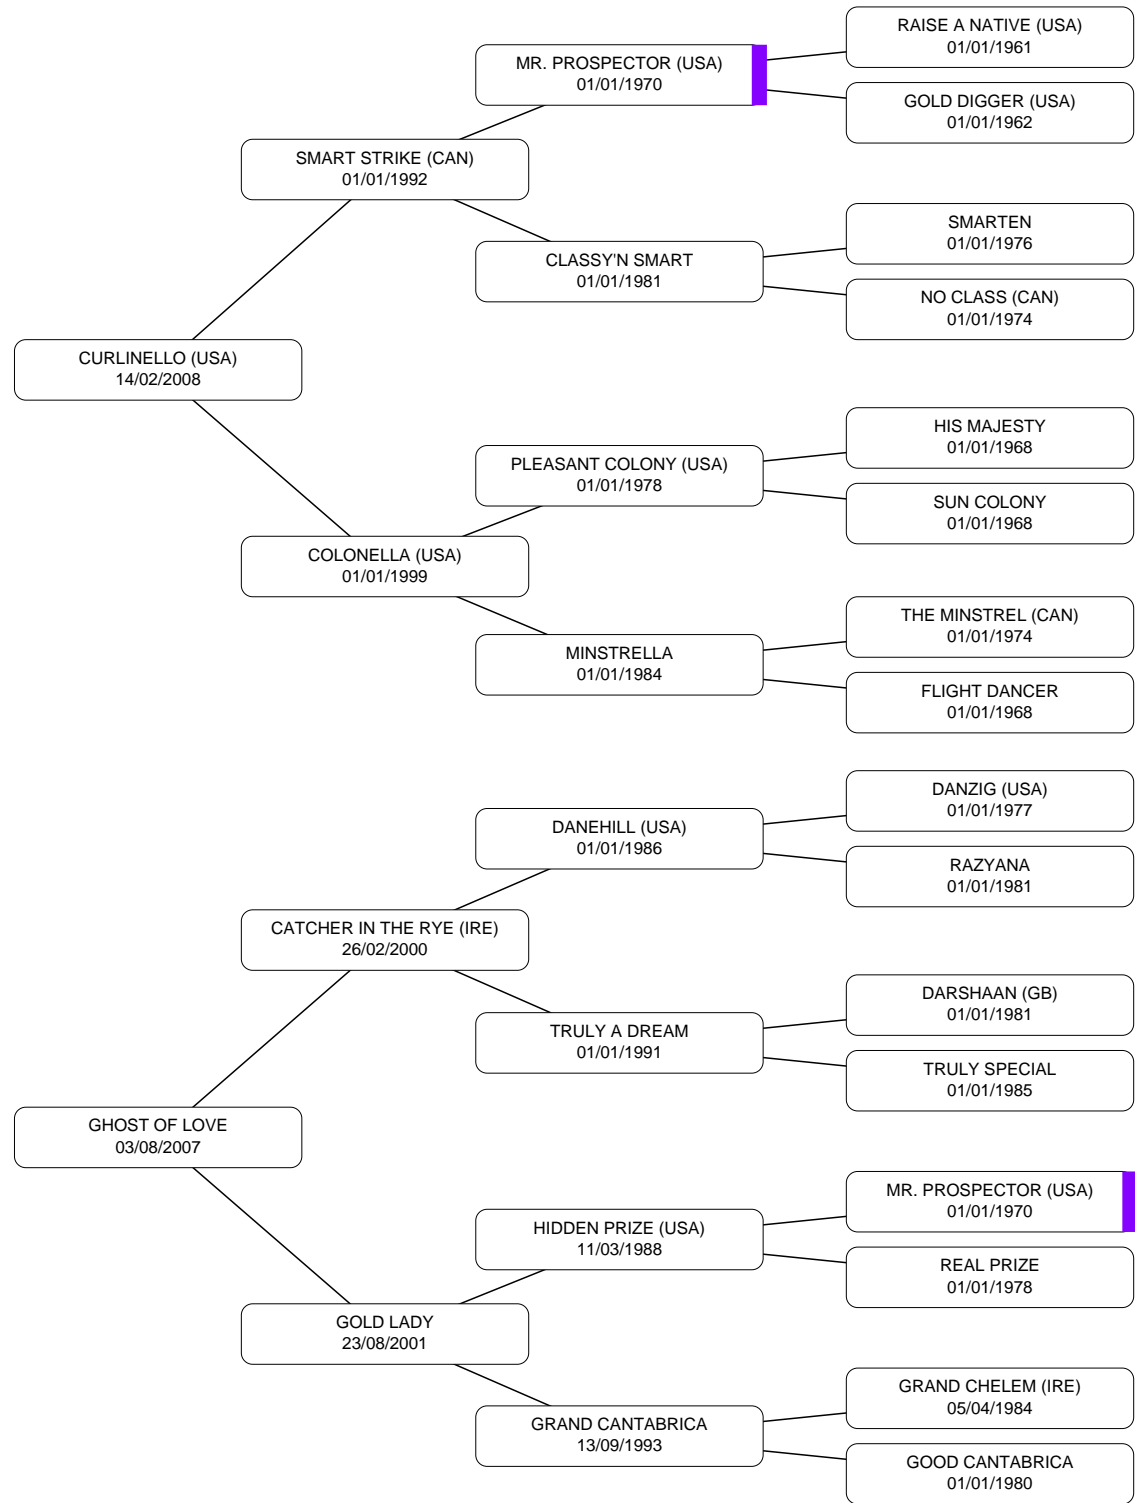 RAISE A NATIVE (USA)
01/01/1961
MR. PROSPECTOR (USA)
01/01/1970
GOLD DIGGER (USA)
01/01/1962
SMART STRIKE (CAN)
01/01/1992
SMARTEN
01/01/1976
CLASSY'N SMART
01/01/1981
NO CLASS (CAN)
01/01/1974
CURLINELLO (USA)
14/02/2008
HIS MAJESTY
01/01/1968
PLEASANT COLONY (USA)
01/01/1978
SUN COLONY
01/01/1968
COLONELLA (USA)
01/01/1999
THE MINSTREL (CAN)
01/01/1974
MINSTRELLA
01/01/1984
FLIGHT DANCER
01/01/1968
DANZIG (USA)
01/01/1977
DANEHILL (USA)
01/01/1986
RAZYANA
01/01/1981
CATCHER IN THE RYE (IRE)
26/02/2000
DARSHAAN (GB)
01/01/1981
TRULY A DREAM
01/01/1991
TRULY SPECIAL
01/01/1985
GHOST OF LOVE
03/08/2007
MR. PROSPECTOR (USA)
01/01/1970
HIDDEN PRIZE (USA)
11/03/1988
REAL PRIZE
01/01/1978
GOLD LADY
23/08/2001
GRAND CHELEM (IRE)
05/04/1984
GRAND CANTABRICA
13/09/1993
GOOD CANTABRICA
01/01/1980